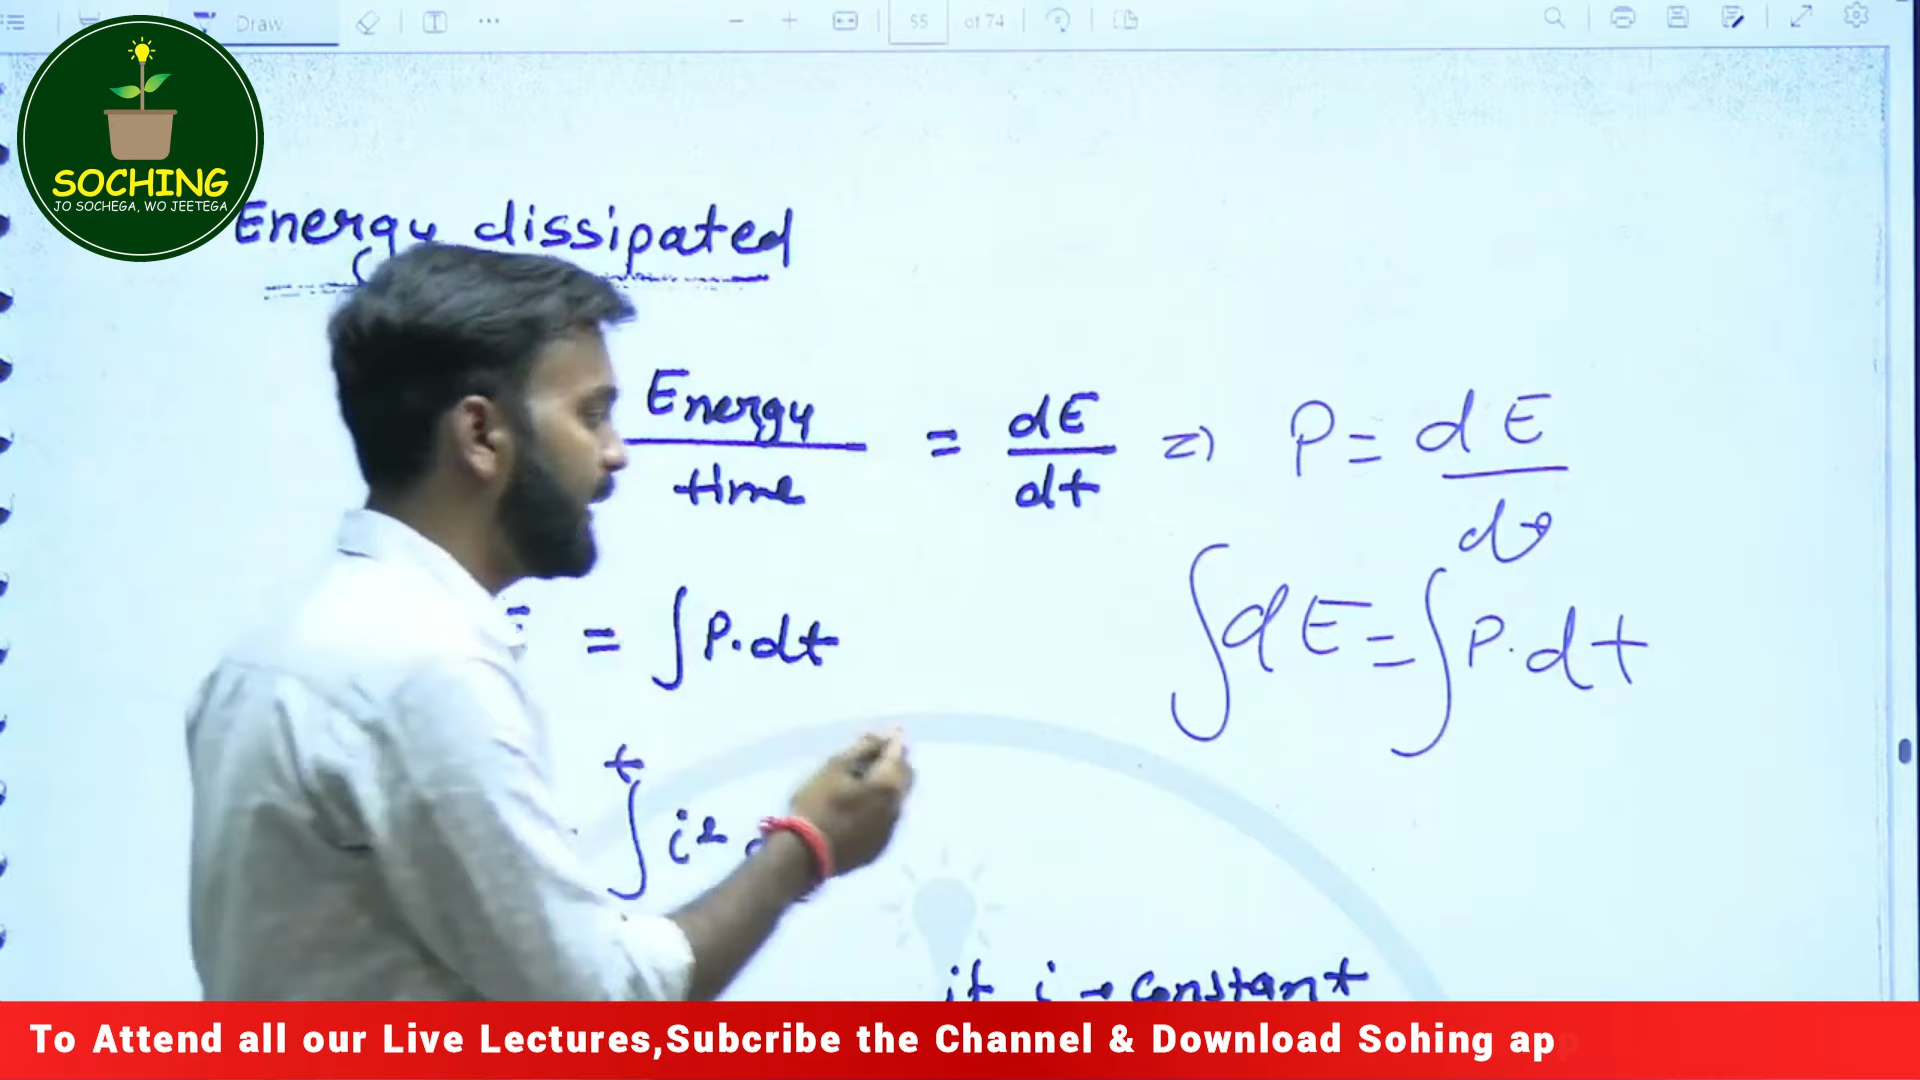 Draw
55 of 74
SOCHING
JO SOCHEGA, WO JEETEGA
Energy dissipated
Energy / time = dE / dt => P = dE / dt
= ∫ P.dt
∫dE = ∫P.dt
t
∫ i²
if i → constant
To Attend all our Live Lectures,Subcribe the Channel & Download Sohing ap